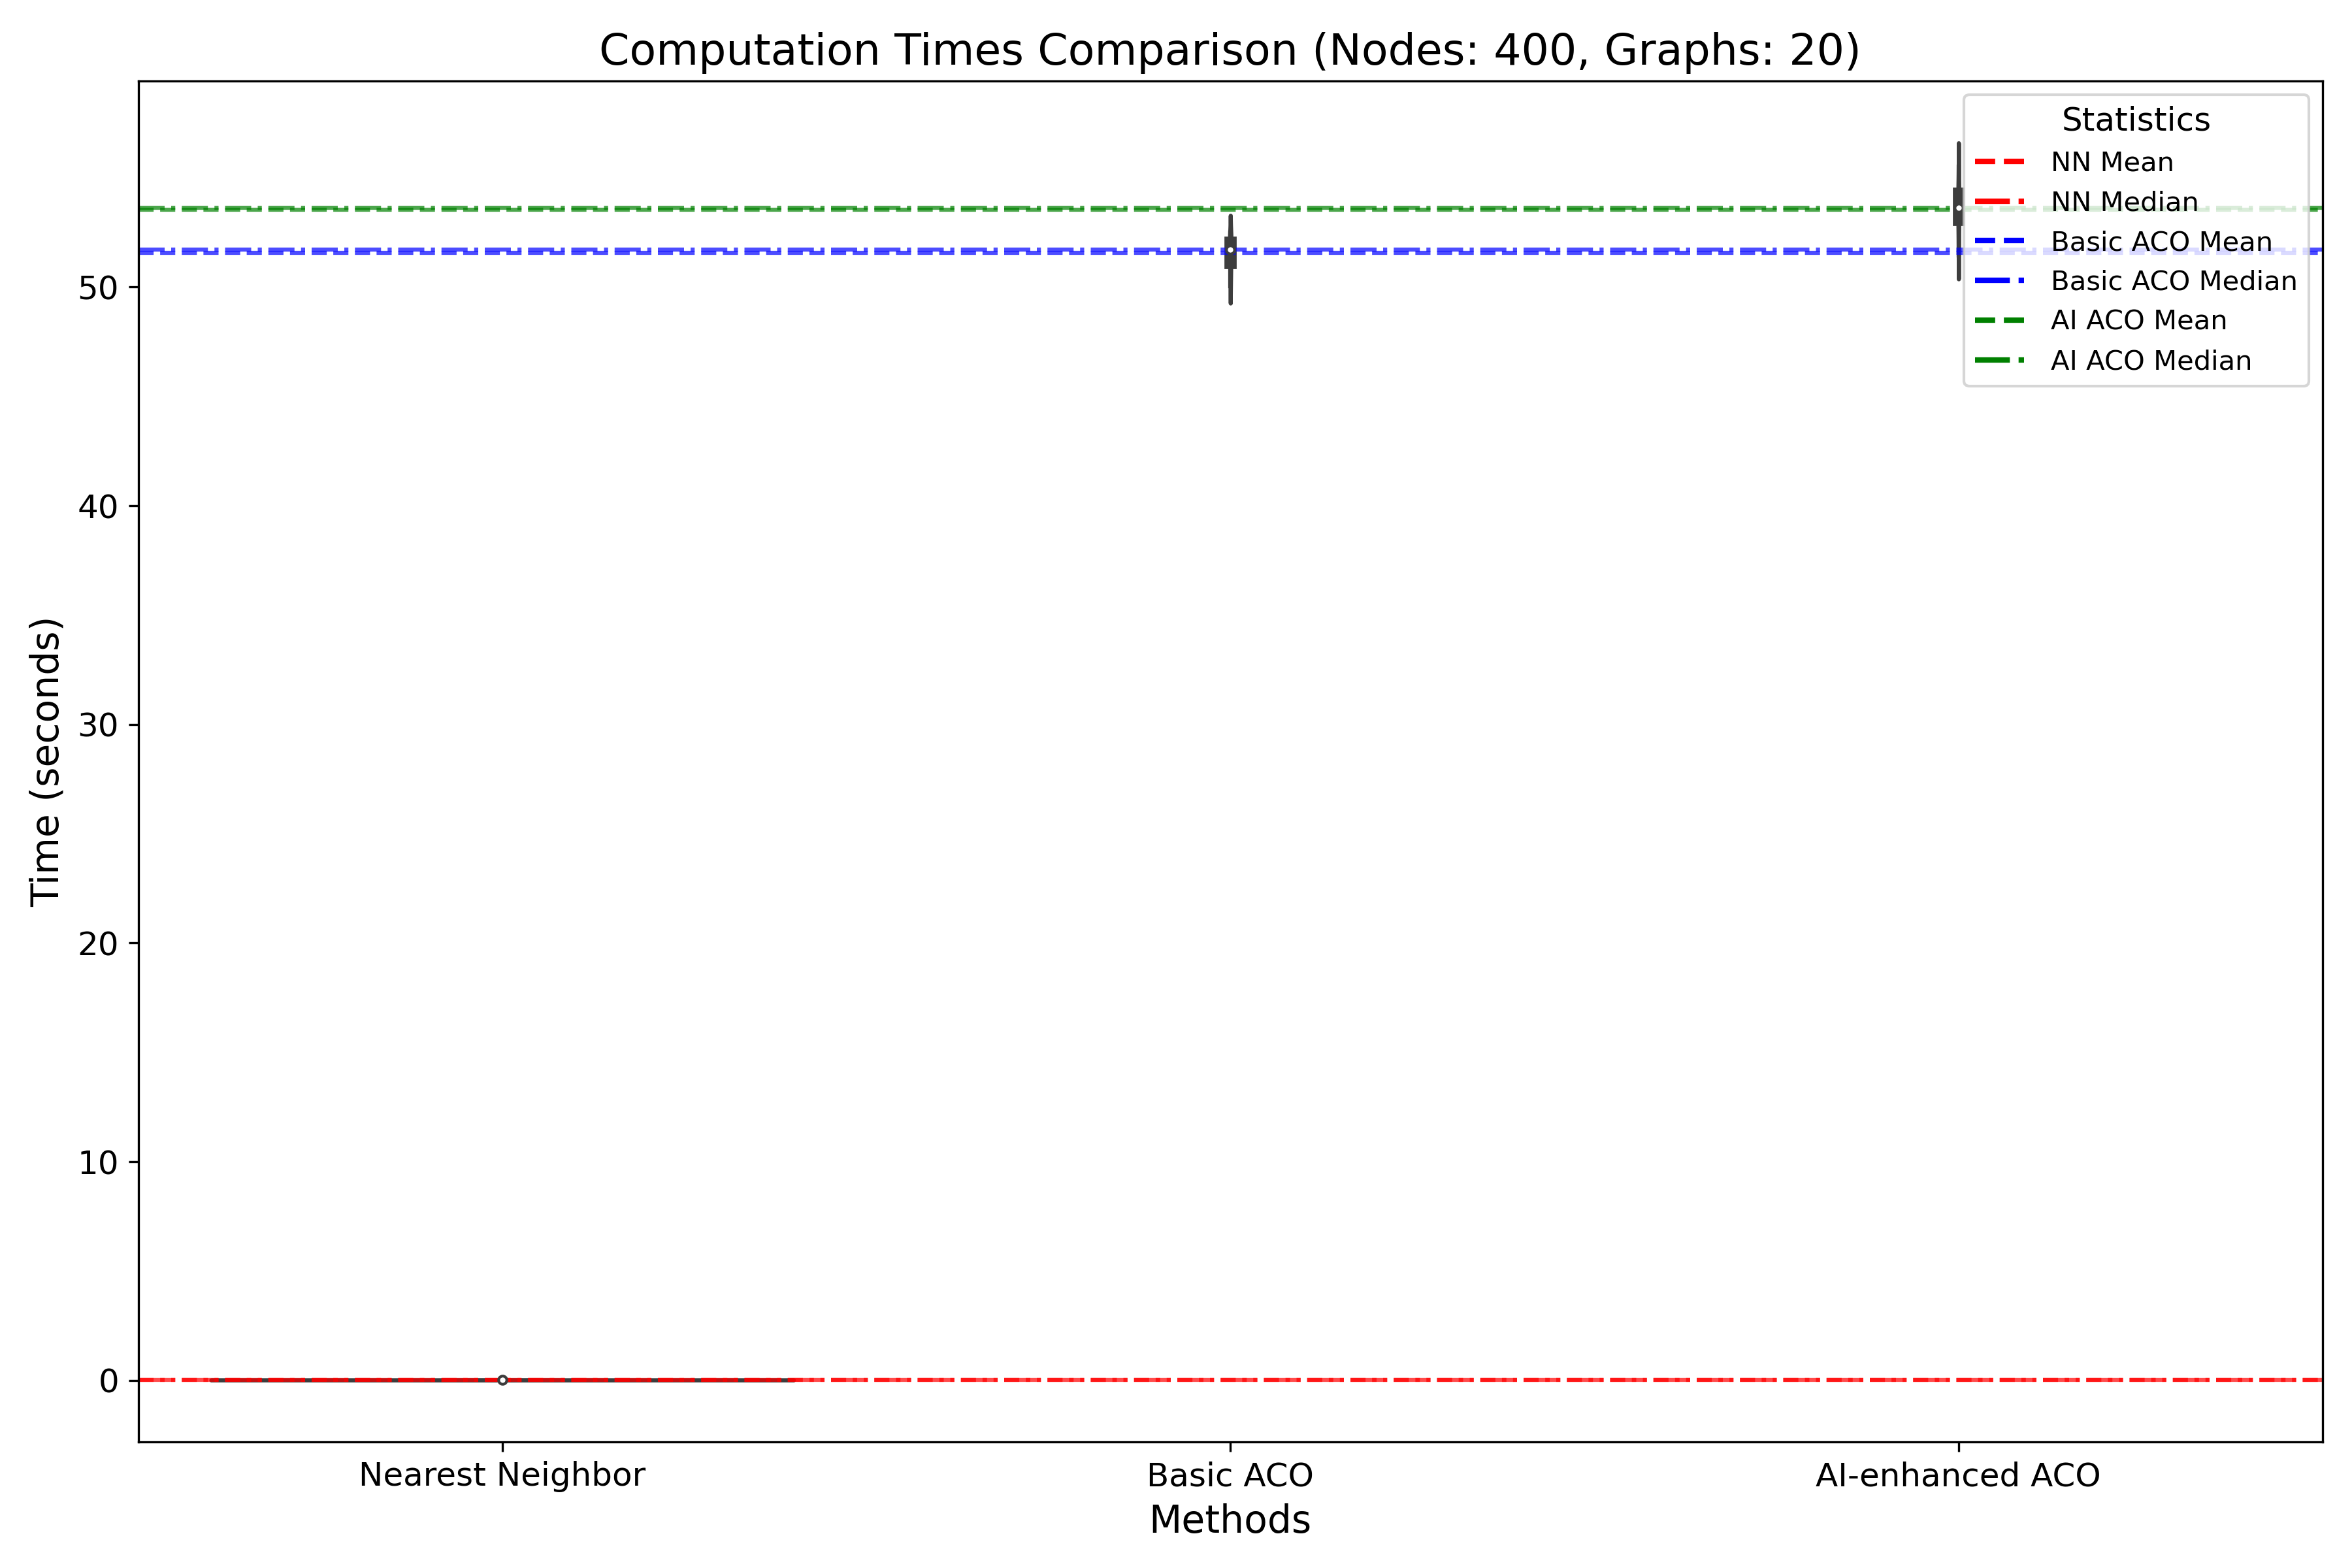 Computation Times Comparison (Nodes: 400, Graphs: 20)
Statistics
NN Mean
NN Median
Basic ACO Mean
Basic ACO Median
AI ACO Mean
AI ACO Median
Time (seconds)
50
40
30
20
10
0
Nearest Neighbor
Basic ACO
AI-enhanced ACO
Methods